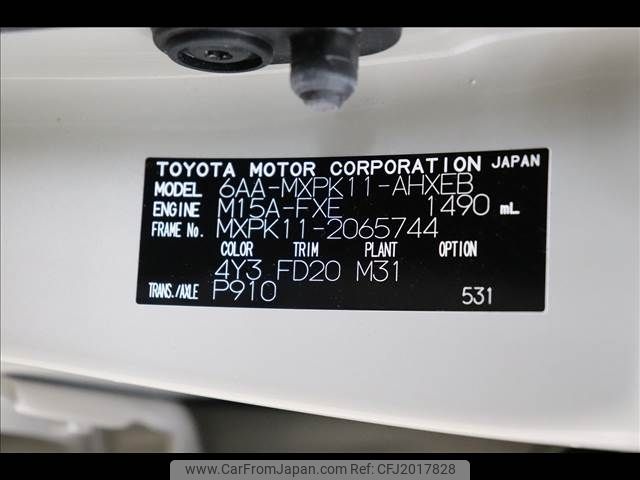 TOYOTA MOTOR CORPORATION JAPAN
MODEL 6AA-MXPK11-AHXEB
ENGINE M15A-FXE 1490 mL
FRAME No. MXPK11-2065744
COLOR TRIM PLANT OPTION
4Y3 FD20 M31
TRANS./AXLE P910 531
www.CarFromJapan.com CFJ2017828